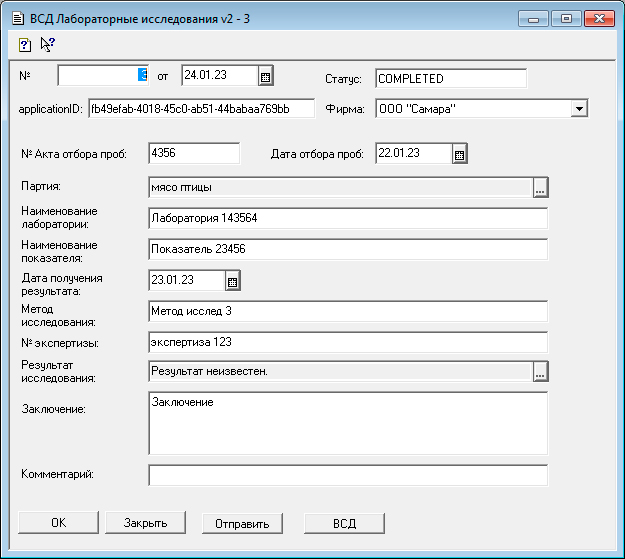 ВСД Лабораторные исследования v2 - 3
№ 3 от 24.01.23 Статус: COMPLETED
applicationID: fb49efab-4018-45c0-ab51-44babaa769bb Фирма: ООО "Самара"
№ Акта отбора проб: 4356 Дата отбора проб: 22.01.23
Партия: мясо птицы ...
Наименование
лаборатории: Лаборатория 143564
Наименование
показателя: Показатель 23456
Дата получения
результата: 23.01.23
Метод
исследования: Метод исслед 3
№ экспертизы: экспертиза 123
Результат
исследования: Результат неизвестен. ...
Заключение: Заключение
Комментарий:
ОК Закрыть Отправить ВСД